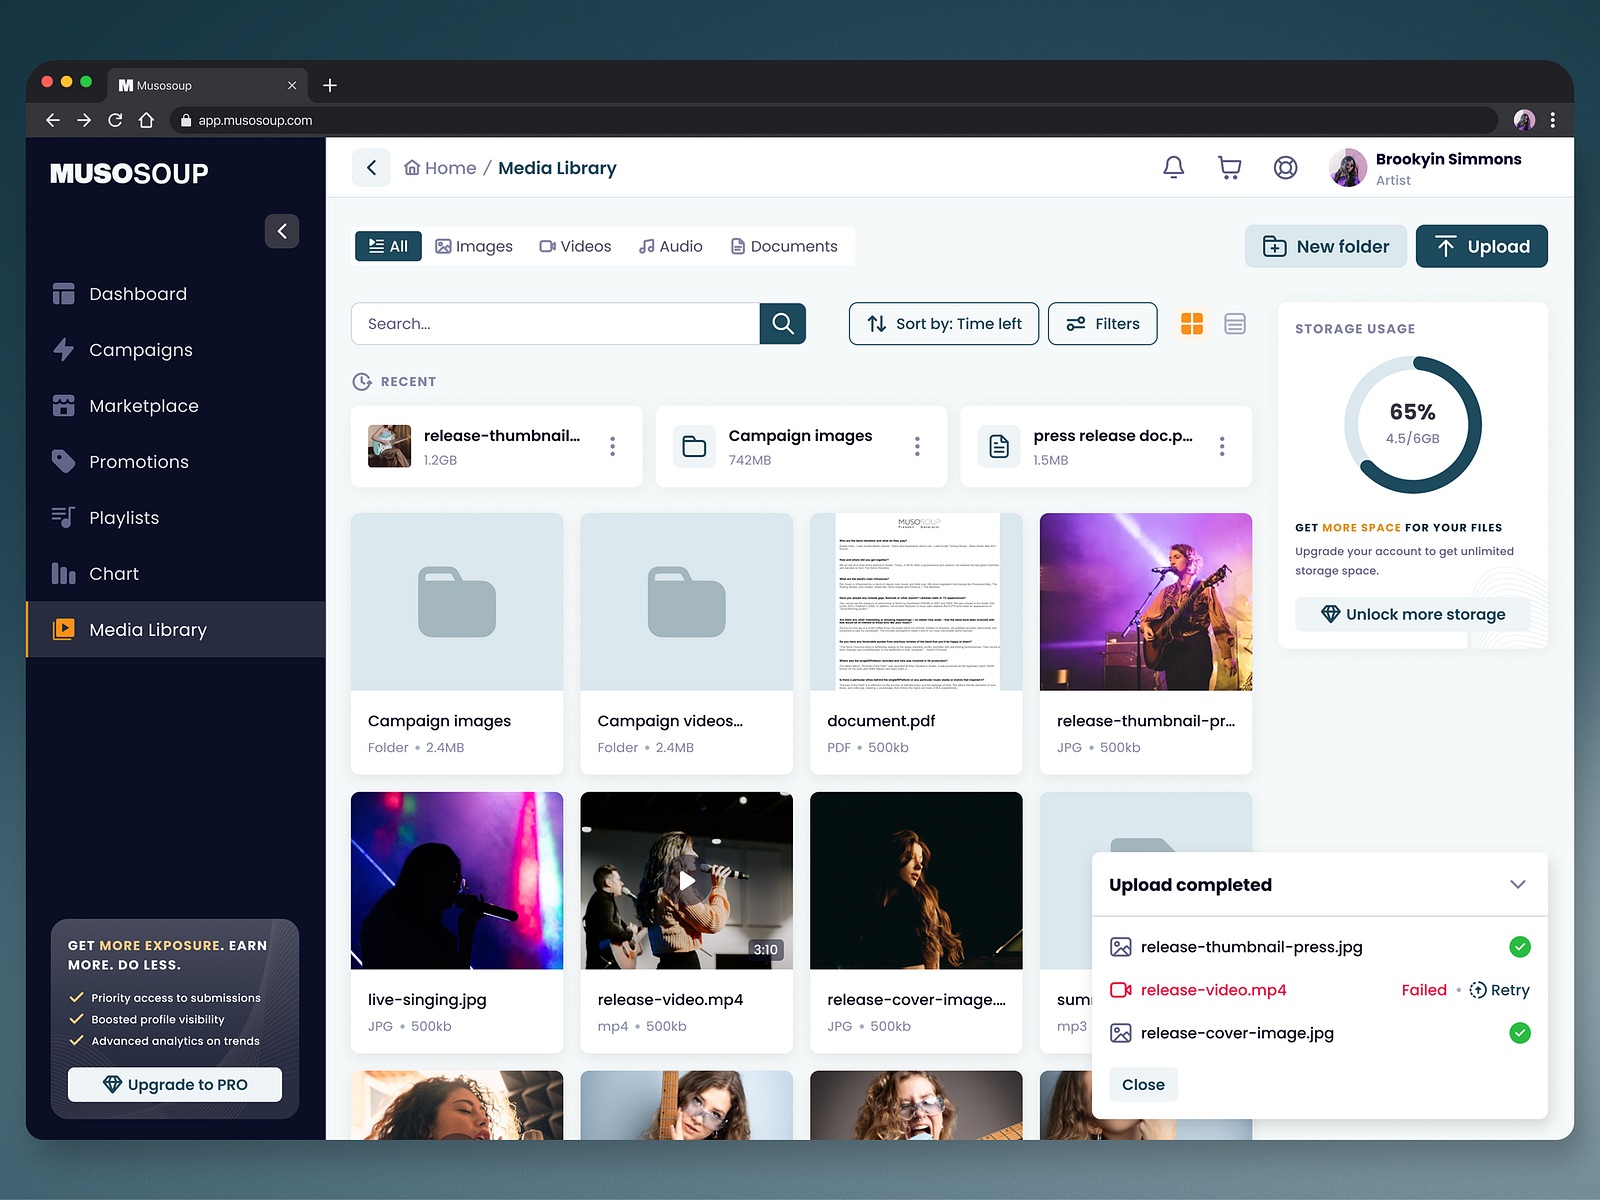 Musosoup
app.musosoup.com
MUSOSOUP
Home / Media Library
Brookyin Simmons
Artist
Dashboard
Campaigns
Marketplace
Promotions
Playlists
Chart
Media Library
GET MORE EXPOSURE. EARN
MORE. DO LESS.
Priority access to submissions
Boosted profile visibility
Advanced analytics on trends
Upgrade to PRO
All
Images
Videos
Audio
Documents
New folder
Upload
Search...
Sort by: Time left
Filters
RECENT
release-thumbnail...
1.2GB
Campaign images
742MB
press release doc.p...
1.5MB
STORAGE USAGE
65%
4.5/6GB
GET MORE SPACE FOR YOUR FILES
Upgrade your account to get unlimited
storage space.
Unlock more storage
MUSOSOUP
Campaign images
Folder • 2.4MB
Campaign videos...
Folder • 2.4MB
document.pdf
PDF • 500kb
release-thumbnail-pr...
JPG • 500kb
3:10
live-singing.jpg
JPG • 500kb
release-video.mp4
mp4 • 500kb
release-cover-image....
JPG • 500kb
mp3
Upload completed
release-thumbnail-press.jpg
release-video.mp4
Failed • Retry
release-cover-image.jpg
Close